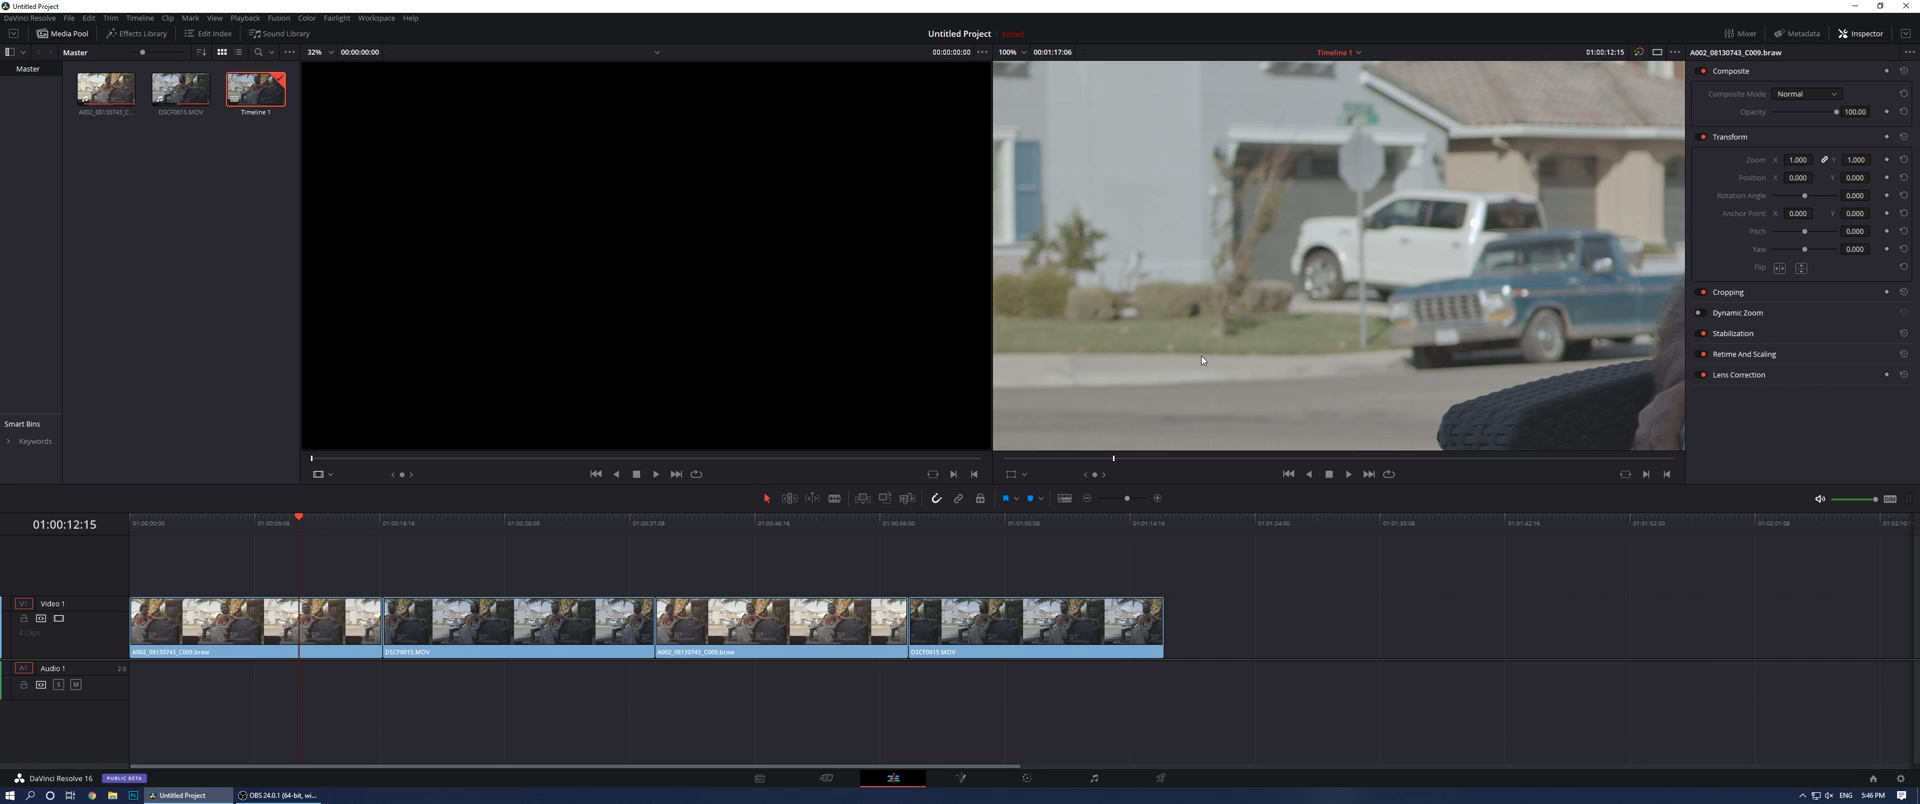 Untitled Project
DaVinci Resolve File Edit Trim Timeline Clip Mark View Playback Fusion Color Fairlight Workspace Help
Media Pool Effects Library Edit Index Sound Library Untitled Project Edited Mixer Metadata Inspector
Master 32% 00:00:00:00 00:00:00:00 100% 00:01:17:06 Timeline 1 01:00:12:15 A002_08130743_C009.braw
Master
A002_08130743_C... DSCF0015.MOV Timeline 1
Composite
Composite Mode Normal
Opacity 100.00
Transform
Zoom X 1.000 Y 1.000
Position X 0.000 Y 0.000
Rotation Angle 0.000
Anchor Point X 0.000 Y 0.000
Pitch 0.000
Yaw 0.000
Flip
Cropping
Dynamic Zoom
Stabilization
Retime And Scaling
Lens Correction
Smart Bins
Keywords
DIM
01:00:12:15 01:00:00:00 01:00:09:08 01:00:18:16 01:00:28:00 01:00:37:08 01:00:46:16 01:00:56:00 01:01:05:08 01:01:14:16 01:01:24:00 01:01:33:08 01:01:42:16 01:01:52:00 01:02:01:08 01:02:10:
V1 Video 1
4 Clips
A002_08130743_C009.braw DSCF0015.MOV A002_08130743_C009.braw DSCF0015.MOV
A1 Audio 1 2.0
S M
DaVinci Resolve 16 PUBLIC BETA
Untitled Project OBS 24.0.1 (64-bit, wi... ENG 5:46 PM